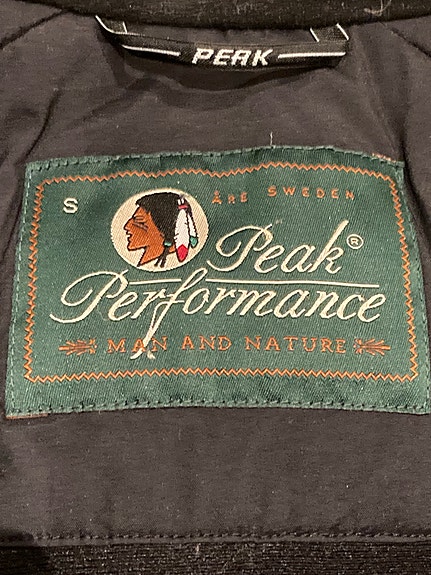 PEAK
S
ÅRE SWEDEN
Peak®
Performance
MAN AND NATURE